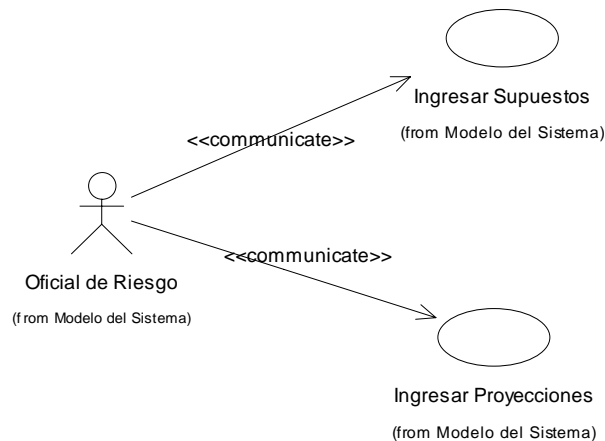 Ingresar Supuestos
(from Modelo del Sistema)
<<communicate>>
<<communicate>>
Oficial de Riesgo
(from Modelo del Sistema)
Ingresar Proyecciones
(from Modelo del Sistema)